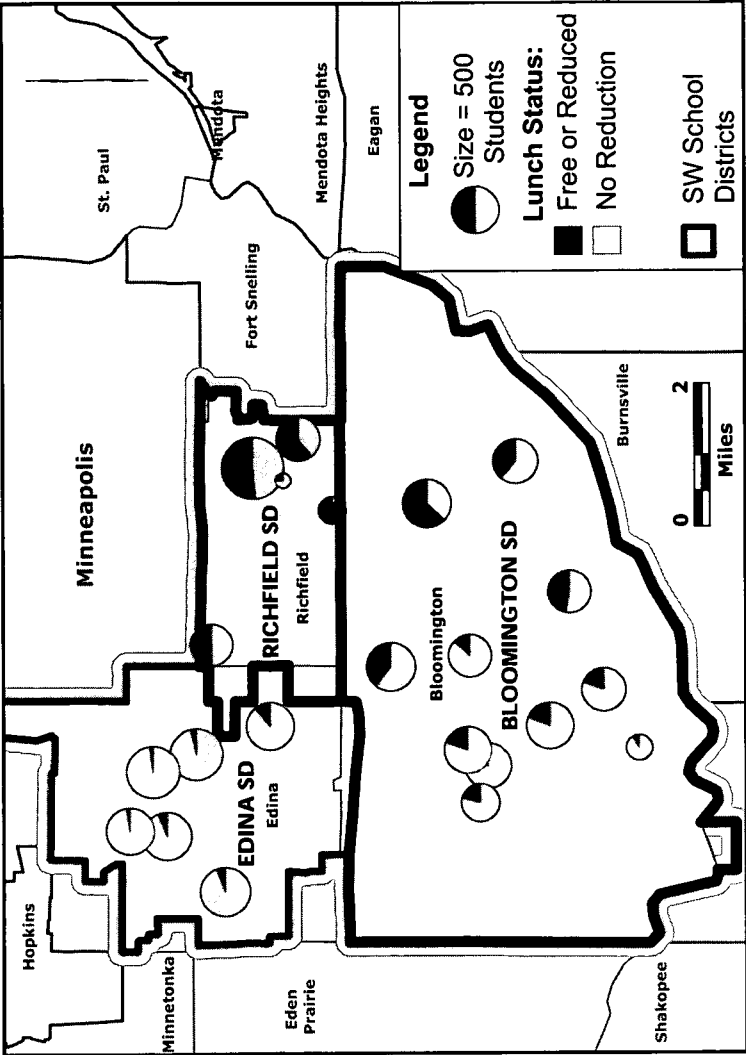 Hopkins
Minnetonka
Eden
Prairie
Shakopee
Minneapolis
EDINA SD
Edina
RICHFIELD SD
Richfield
Bloomington
BLOOMINGTON SD
St. Paul
Fort Snelling
Mendota
Mendota Heights
Eagan
Burnsville
0
2
Miles
Legend
Size = 500
Students
Lunch Status:
Free or Reduced
No Reduction
SW School
Districts